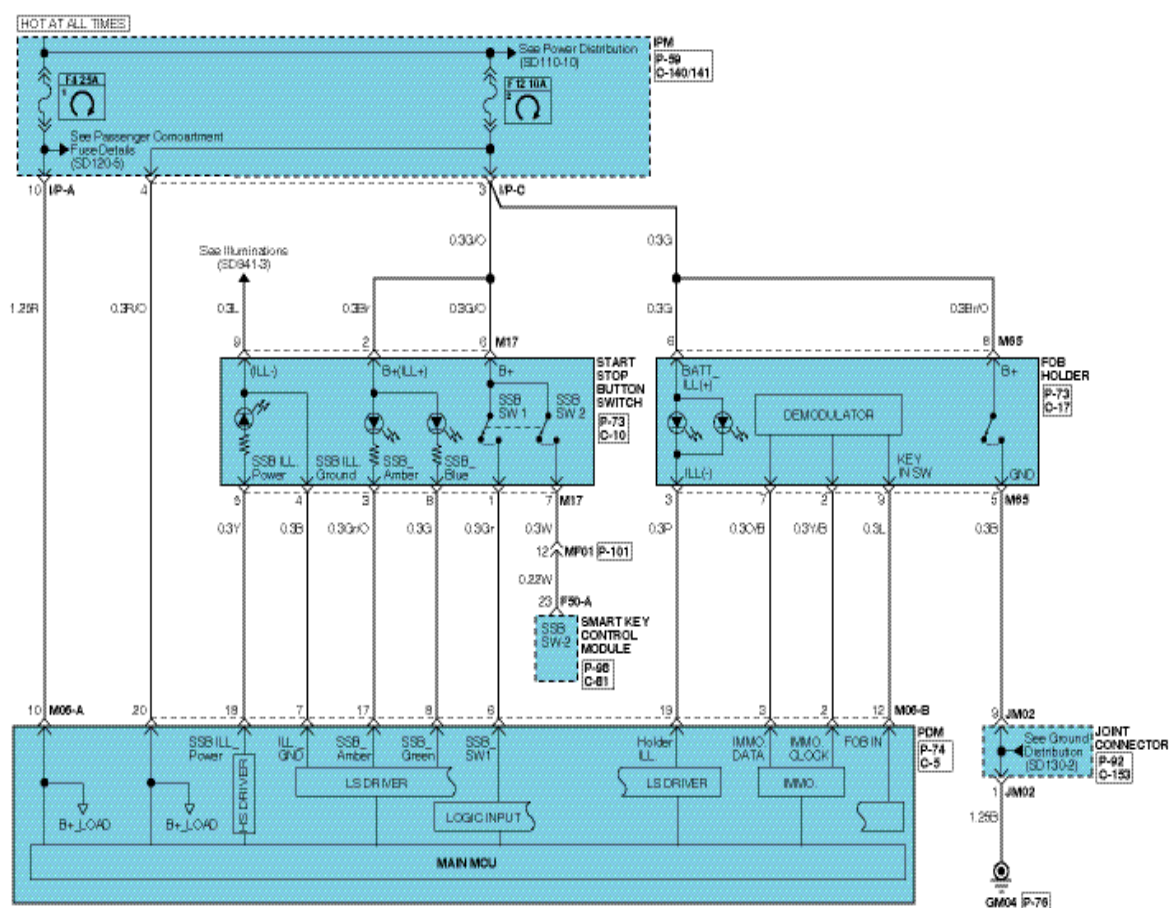 HOT AT ALL TIMES
IPM
P-59
C-140/141
See Power Distribution
(SD110-10)
F4 25A
1
F12 10A
2
See Passenger Compartment
Fuse Details
(SD120-5)
10 I/P-A
4
3 I/P-C
See Illuminations
(SD941-3)
0.3G/O
0.3G
1.25R
0.3R/O
0.3L
0.3Br
0.3G/O
0.3G
0.3Br/O
9
2
6 M17
6
8 M65
START
STOP
BUTTON
SWITCH
P-73
C-10
FOB
HOLDER
P-73
C-17
(ILL-)
B+(ILL+)
B+
SSB
SW 1
SSB
SW 2
BATT_
ILL(+)
B+
DEMODULATOR
SSB ILL.
Power
SSB ILL.
Ground
SSB_
Amber
SSB_
Blue
ILL(-)
KEY
IN SW
GND
5
4
3
8
1
7 M17
3
7
2
9
5 M65
0.3Y
0.3B
0.3Gr/O
0.3G
0.3Gr
0.3W
0.3P
0.3O/B
0.3Y/B
0.3L
0.3B
12 MF01 P-101
0.22W
23 F50-A
SSB
SW-2
SMART KEY
CONTROL
MODULE
P-98
C-61
10 M06-A
20
19
7
17
8
6
19
3
2
12 M06-B
9 JM02
PDM
P-74
C-5
SSB ILL_
Power
ILL_
GND
SSB_
Amber
SSB_
Green
SSB_
SW1
Holder
ILL.
IMMO.
DATA
IMMO.
CLOCK
FOB IN
See Ground
Distribution
(SD130-2)
JOINT
CONNECTOR
P-92
C-153
B+_LOAD
B+_LOAD
HS DRIVER
LS DRIVER
LOGIC INPUT
LS DRIVER
IMMO.
MAIN MCU
1 JM02
1.25B
GM04 P-76